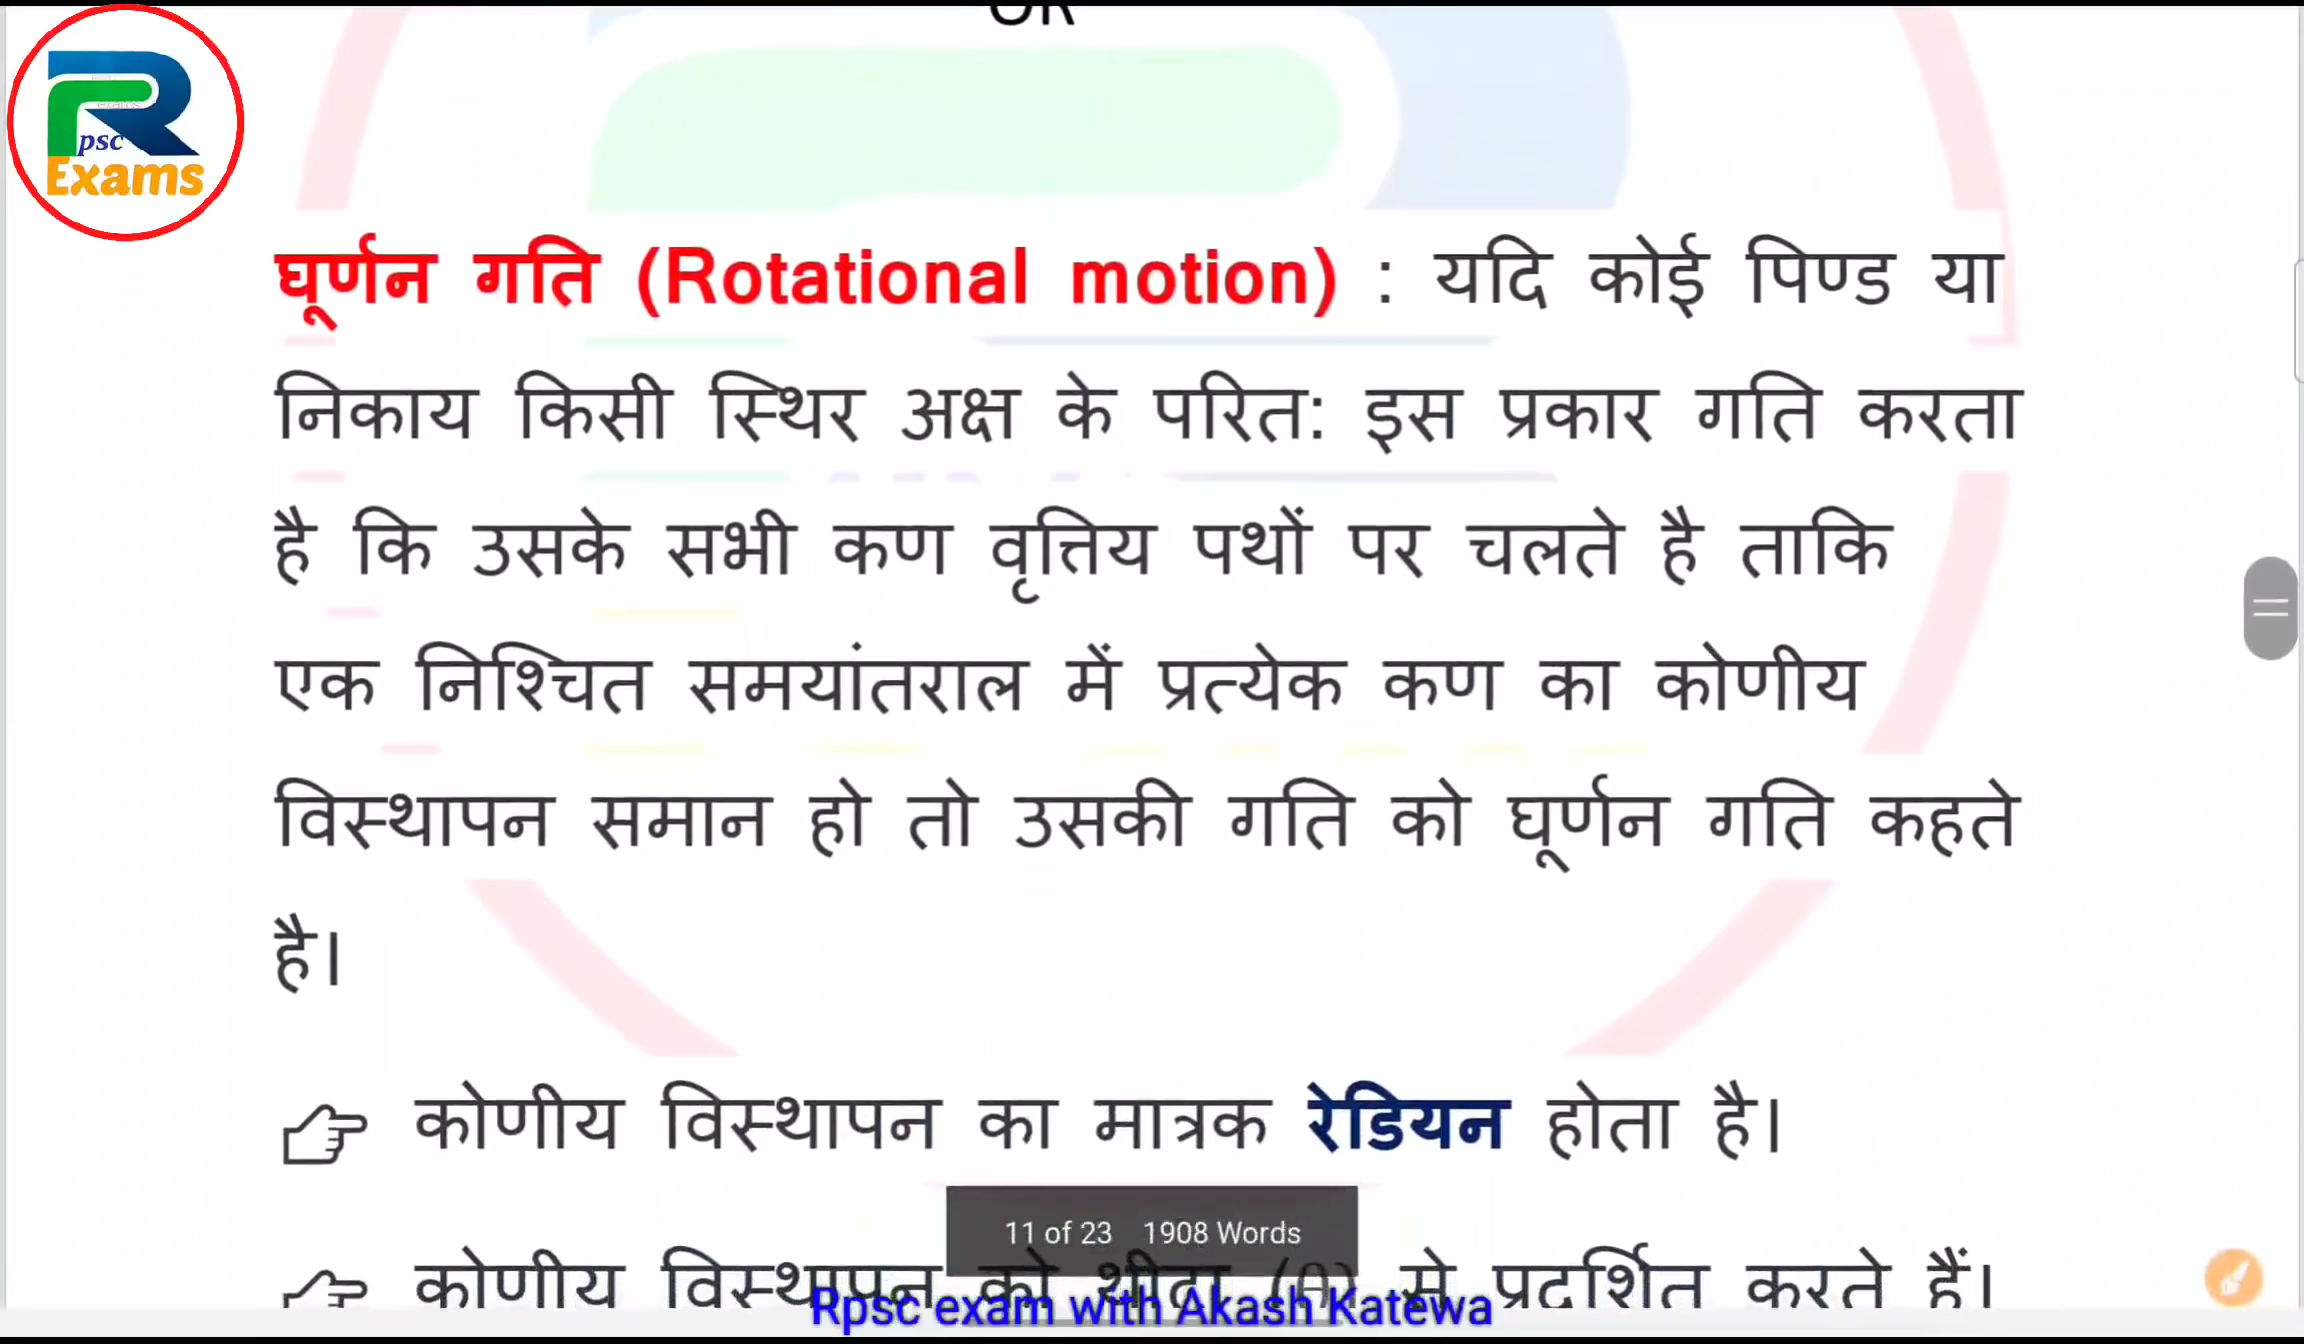 OR
psc
Exams
घूर्णन गति (Rotational motion) : यदि कोई पिण्ड या
निकाय किसी स्थिर अक्ष के परित: इस प्रकार गति करता
है कि उसके सभी कण वृत्तिय पथों पर चलते है ताकि
एक निश्चित समयांतराल में प्रत्येक कण का कोणीय
विस्थापन समान हो तो उसकी गति को घूर्णन गति कहते
है।
कोणीय विस्थापन का मात्रक रेडियन होता है।
11 of 23 1908 Words
कोणीय विस्थापन को थीटा (θ) से प्रदर्शित करते हैं।
Rpsc exam with Akash Katewa